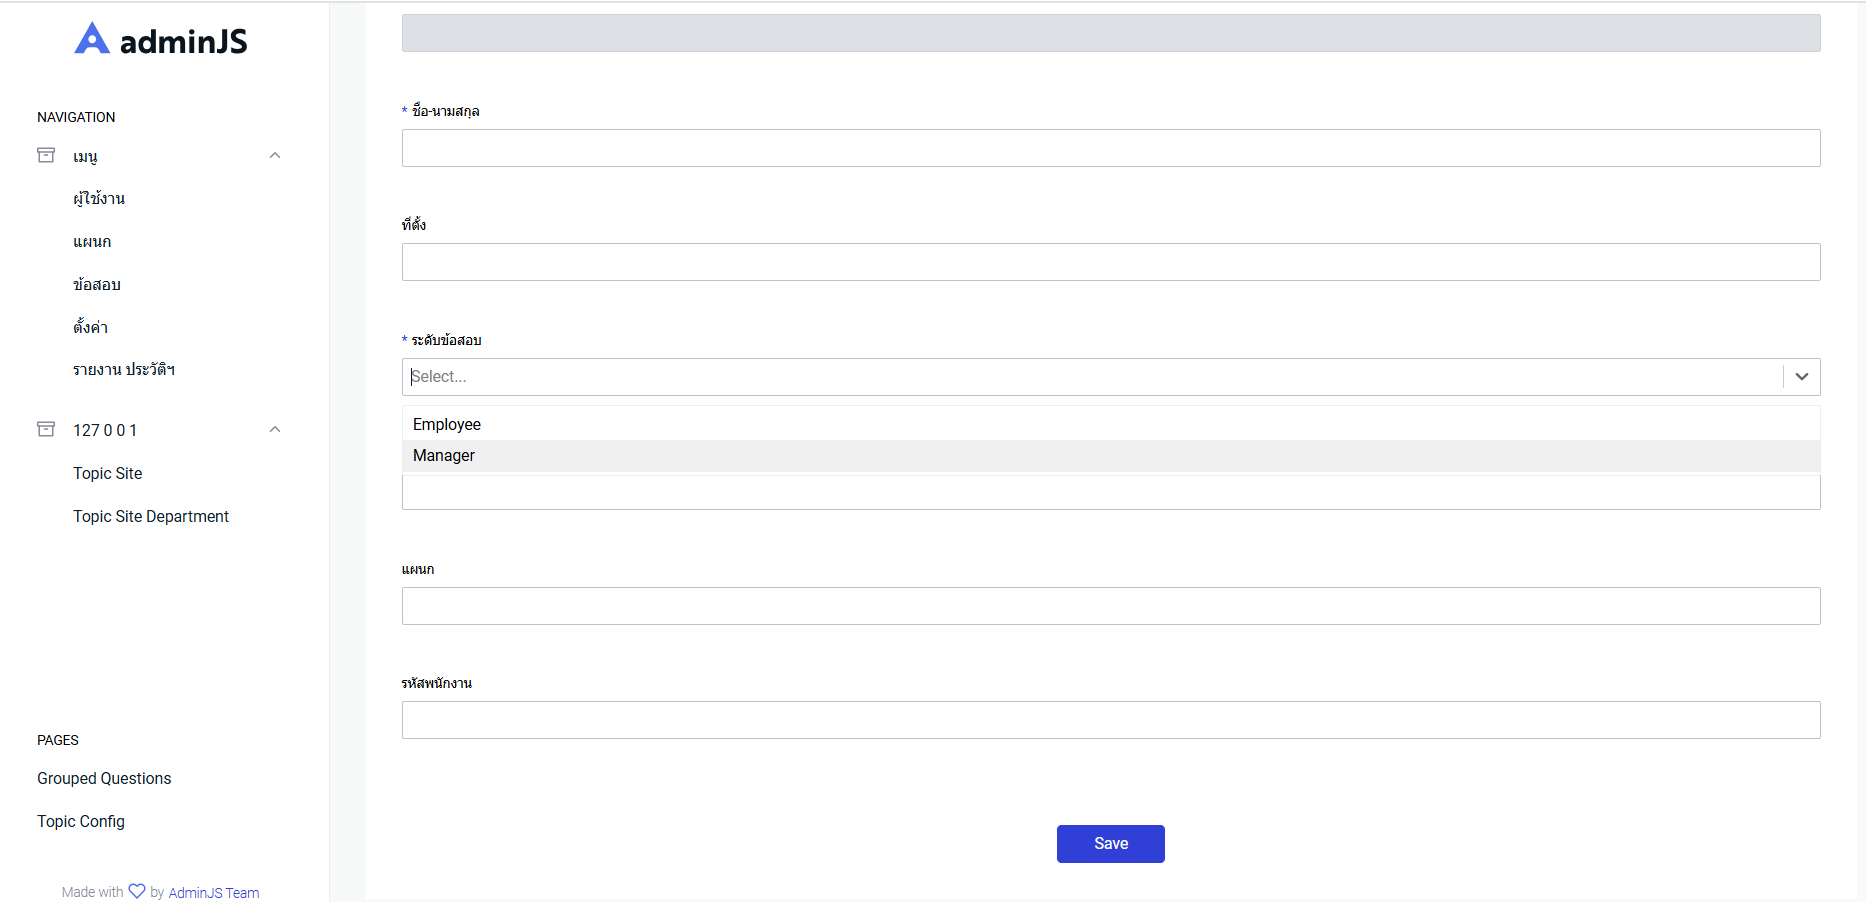 adminJS
NAVIGATION
เมนู
ผู้ใช้งาน
แผนก
ข้อสอบ
ตั้งค่า
รายงาน ประวัติฯ
127 0 0 1
Topic Site
Topic Site Department
PAGES
Grouped Questions
Topic Config
Made with by AdminJS Team
* ชื่อ-นามสกุล
ที่ตั้ง
* ระดับข้อสอบ
Select...
Employee
Manager
แผนก
รหัสพนักงาน
Save